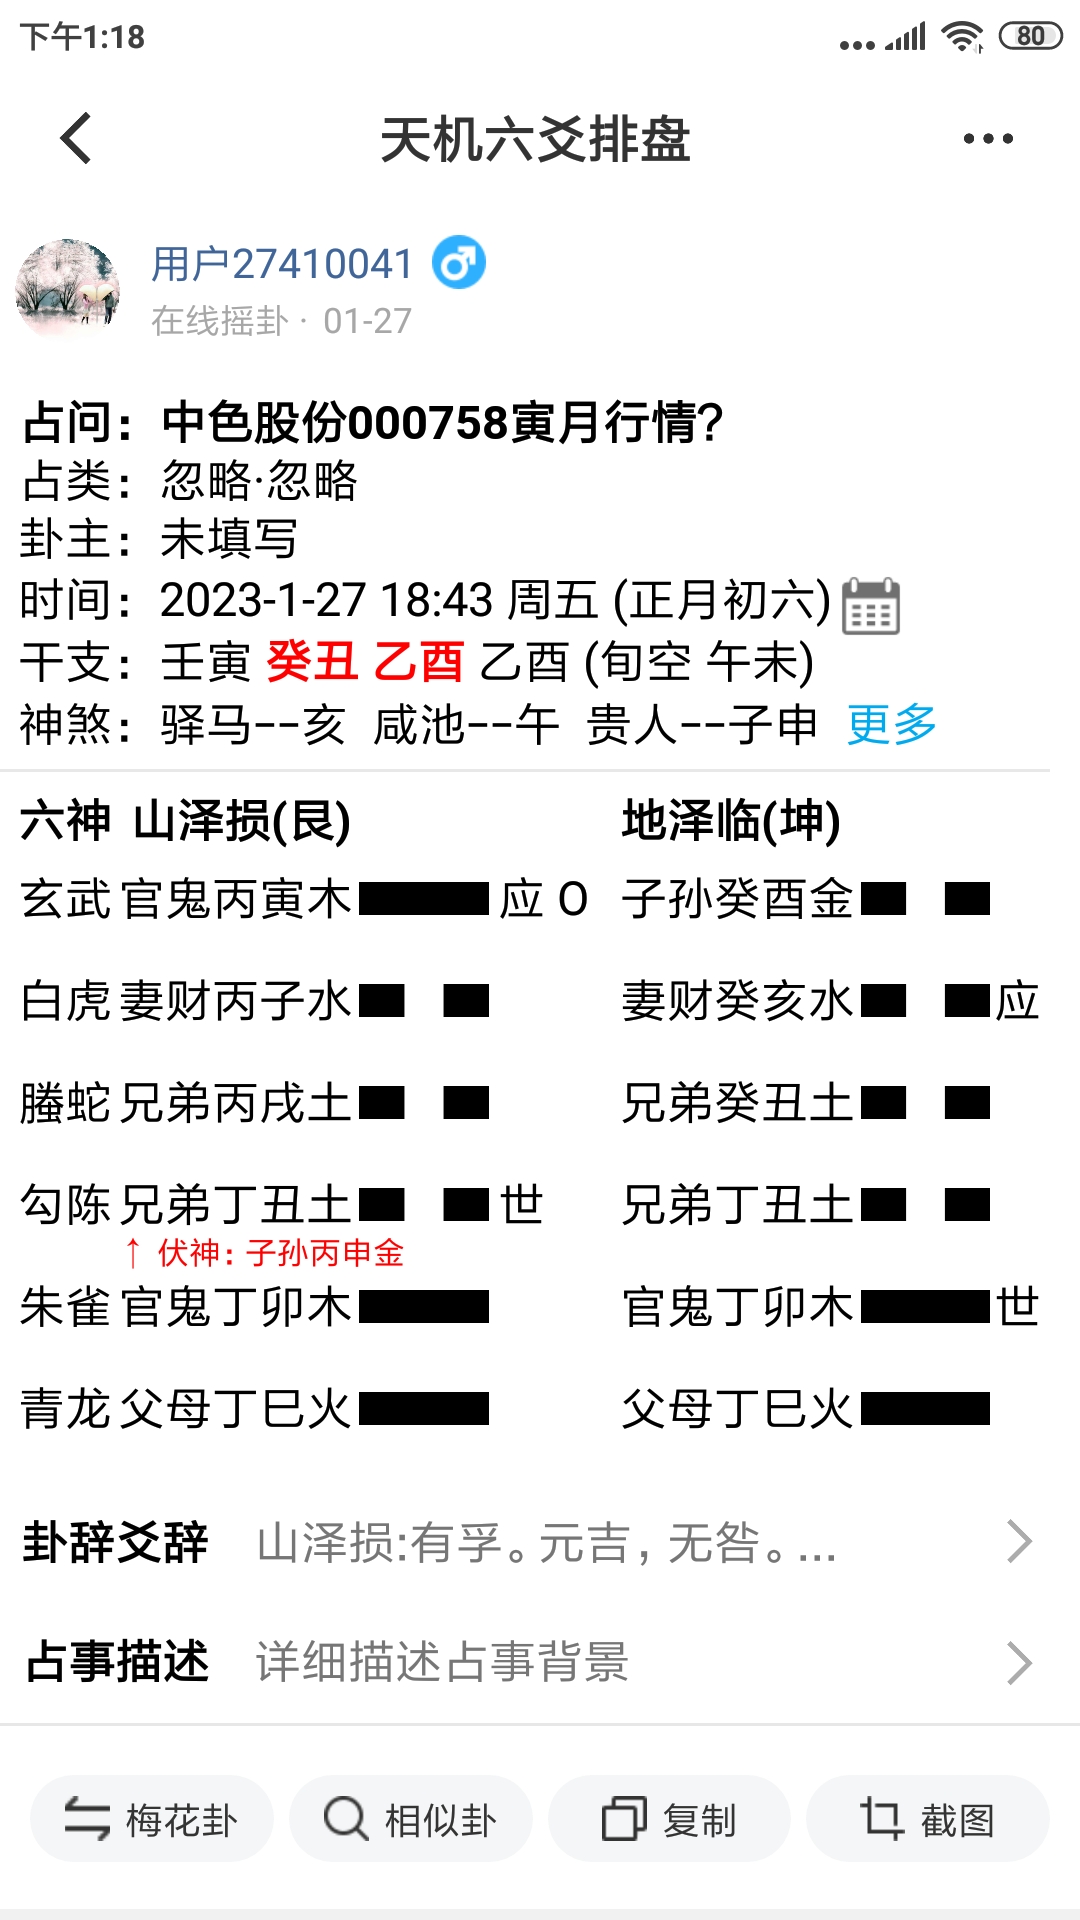 下午1:18
80
天机六爻排盘
用户27410041
在线摇卦 · 01-27
占问：中色股份000758寅月行情？
占类：忽略·忽略
卦主：未填写
时间：2023-1-27 18:43 周五 (正月初六)
干支：壬寅 癸丑 乙酉 乙酉 (旬空 午未)
神煞：驿马--亥 咸池--午 贵人--子申 更多
六神 山泽损(艮) 地泽临(坤)
玄武 官鬼丙寅木 应 O 子孙癸酉金
白虎 妻财丙子水 妻财癸亥水 应
螣蛇 兄弟丙戌土 兄弟癸丑土
勾陈 兄弟丁丑土 世 兄弟丁丑土
↑ 伏神：子孙丙申金
朱雀 官鬼丁卯木 官鬼丁卯木 世
青龙 父母丁巳火 父母丁巳火
卦辞爻辞 山泽损:有孚。元吉，无咎。...
占事描述 详细描述占事背景
梅花卦 相似卦 复制 截图